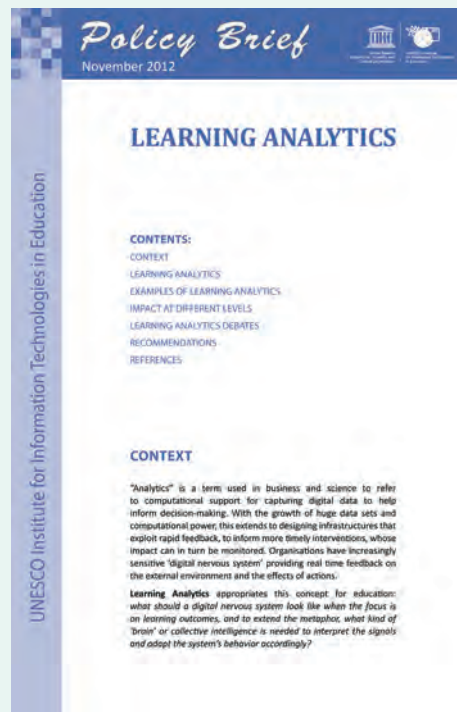 Policy Brief
November 2012
UNESCO Institute for Information Technologies in Education
LEARNING ANALYTICS
CONTENTS:
CONTEXT
LEARNING ANALYTICS
EXAMPLES OF LEARNING ANALYTICS
IMPACT AT DIFFERENT LEVELS
LEARNING ANALYTICS DEBATES
RECOMMENDATIONS
REFERENCES
CONTEXT
"Analytics" is a term used in business and science to refer
to computational support for capturing digital data to help
inform decision-making. With the growth of huge data sets and
computational power, this extends to designing infrastructures that
exploit rapid feedback, to inform more timely interventions, whose
impact can in turn be monitored. Organisations have increasingly
sensitive 'digital nervous system' providing real time feedback on
the external environment and the effects of actions.
Learning Analytics appropriates this concept for education:
what should a digital nervous system look like when the focus is
on learning outcomes, and to extend the metaphor, what kind of
'brain' or collective intelligence is needed to interpret the signals
and adapt the system's behavior accordingly?